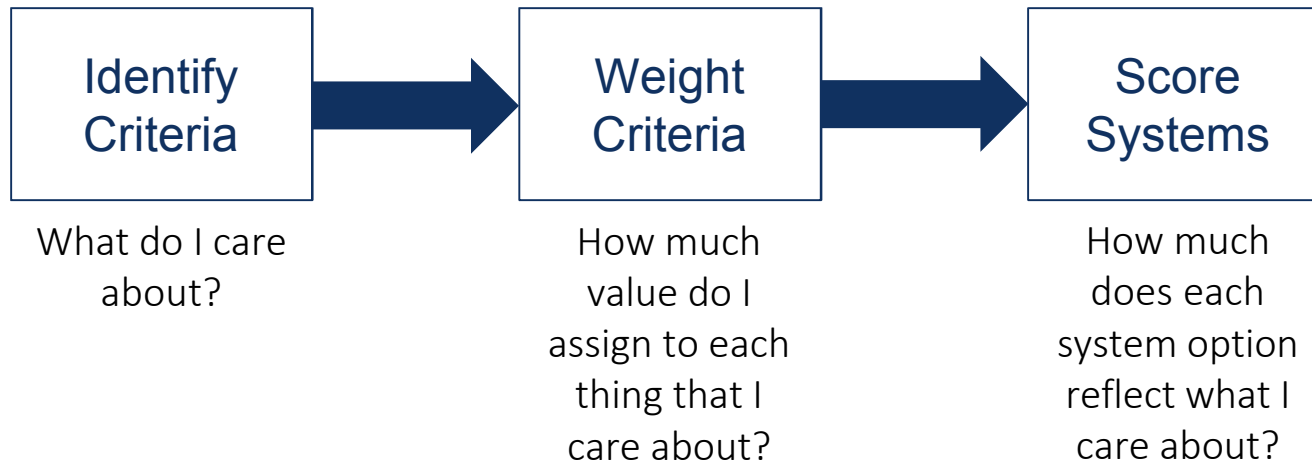 Identify
Criteria
Weight
Criteria
Score
Systems
What do I care
about?
How much
value do I
assign to each
thing that I
care about?
How much
does each
system option
reflect what I
care about?